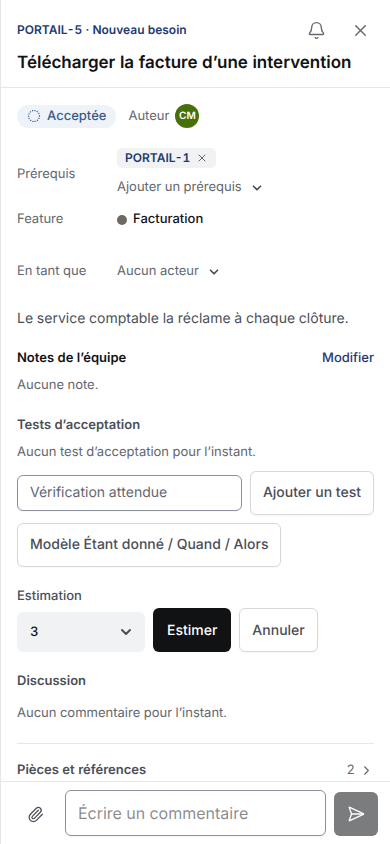 PORTAIL-5 · Nouveau besoin
Télécharger la facture d’une intervention
Acceptée Auteur CM
Prérequis
PORTAIL-1
Ajouter un prérequis
Feature Facturation
En tant que Aucun acteur
Le service comptable la réclame à chaque clôture.
Notes de l’équipe Modifier
Aucune note.
Tests d’acceptation
Aucun test d’acceptation pour l’instant.
Vérification attendue Ajouter un test
Modèle Étant donné / Quand / Alors
Estimation
3 Estimer Annuler
Discussion
Aucun commentaire pour l’instant.
Pièces et références 2
Écrire un commentaire